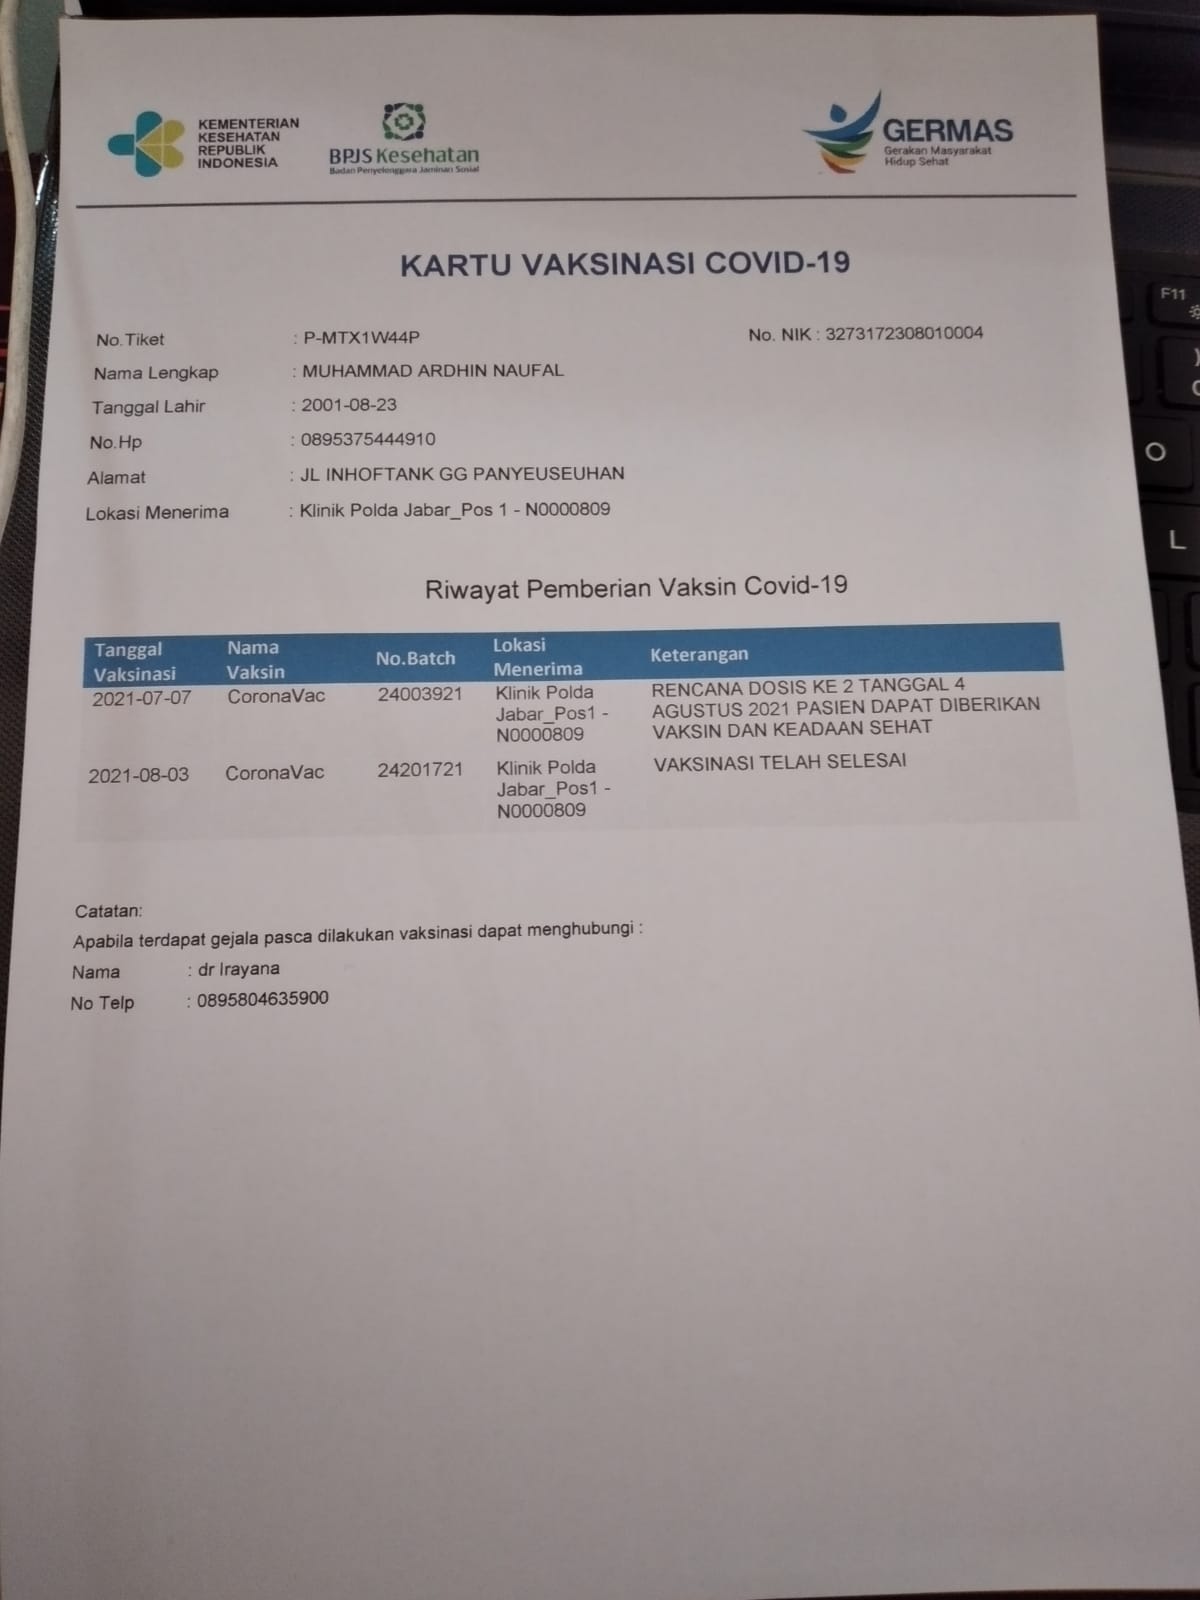 KEMENTERIAN
KESEHATAN
REPUBLIK
INDONESIA
BPJS Kesehatan
Badan Penyelenggara Jaminan Sosial
GERMAS
Gerakan Masyarakat
Hidup Sehat
KARTU VAKSINASI COVID-19
No.Tiket : P-MTX1W44P No. NIK : 3273172308010004
Nama Lengkap : MUHAMMAD ARDHIN NAUFAL
Tanggal Lahir : 2001-08-23
No.Hp : 0895375444910
Alamat : JL INHOFTANK GG PANYEUSEUHAN
Lokasi Menerima : Klinik Polda Jabar_Pos 1 - N0000809
Riwayat Pemberian Vaksin Covid-19
Tanggal Vaksinasi Nama Vaksin No.Batch Lokasi Menerima Keterangan
2021-07-07 CoronaVac 24003921 Klinik Polda RENCANA DOSIS KE 2 TANGGAL 4
Jabar_Pos1 - AGUSTUS 2021 PASIEN DAPAT DIBERIKAN
N0000809 VAKSIN DAN KEADAAN SEHAT
2021-08-03 CoronaVac 24201721 Klinik Polda VAKSINASI TELAH SELESAI
Jabar_Pos1 -
N0000809
Catatan:
Apabila terdapat gejala pasca dilakukan vaksinasi dapat menghubungi :
Nama : dr Irayana
No Telp : 0895804635900
F11
O
L